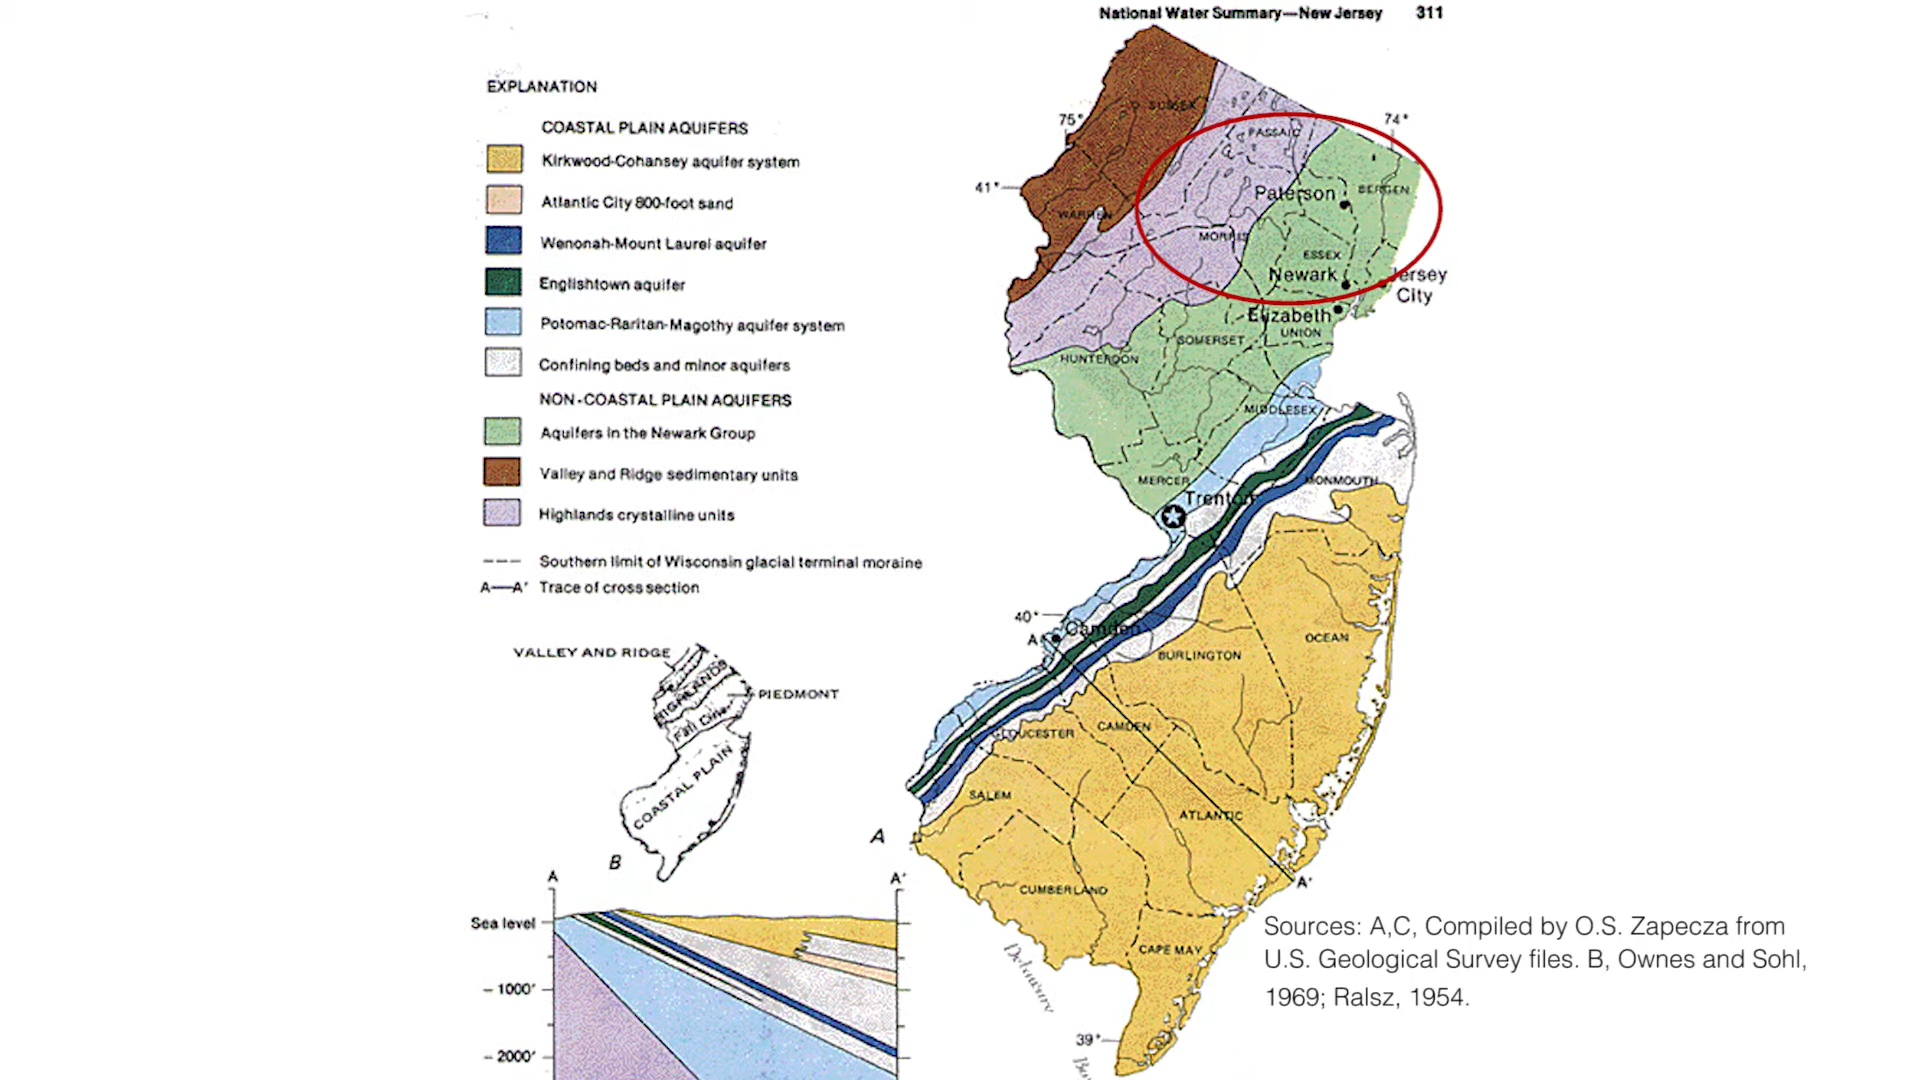 National Water Summary—New Jersey 311
EXPLANATION
COASTAL PLAIN AQUIFERS
Kirkwood-Cohansey aquifer system
Atlantic City 800-foot sand
Wenonah-Mount Laurel aquifer
Englishtown aquifer
Potomac-Raritan-Magothy aquifer system
Confining beds and minor aquifers
NON-COASTAL PLAIN AQUIFERS
Aquifers in the Newark Group
Valley and Ridge sedimentary units
Highlands crystalline units
Southern limit of Wisconsin glacial terminal moraine
A—A' Trace of cross section
75°
74°
41°
SUSSEX
PASSAIC
Paterson
BERGEN
WARREN
MORRIS
ESSEX
Newark
Jersey
City
Elizabeth
UNION
SOMERSET
HUNTERDON
MIDDLESEX
MERCER
Trenton
MONMOUTH
40°
A
Camden
OCEAN
BURLINGTON
GLOUCESTER
CAMDEN
SALEM
ATLANTIC
A'
CUMBERLAND
CAPE MAY
Delaware
39°
A
VALLEY AND RIDGE
HIGHLANDS
PIEDMONT
Fall Line
COASTAL PLAIN
B
A
A'
Sea level
– 1000'
– 2000'
Sources: A,C, Compiled by O.S. Zapecza from
U.S. Geological Survey files. B, Ownes and Sohl,
1969; Ralsz, 1954.